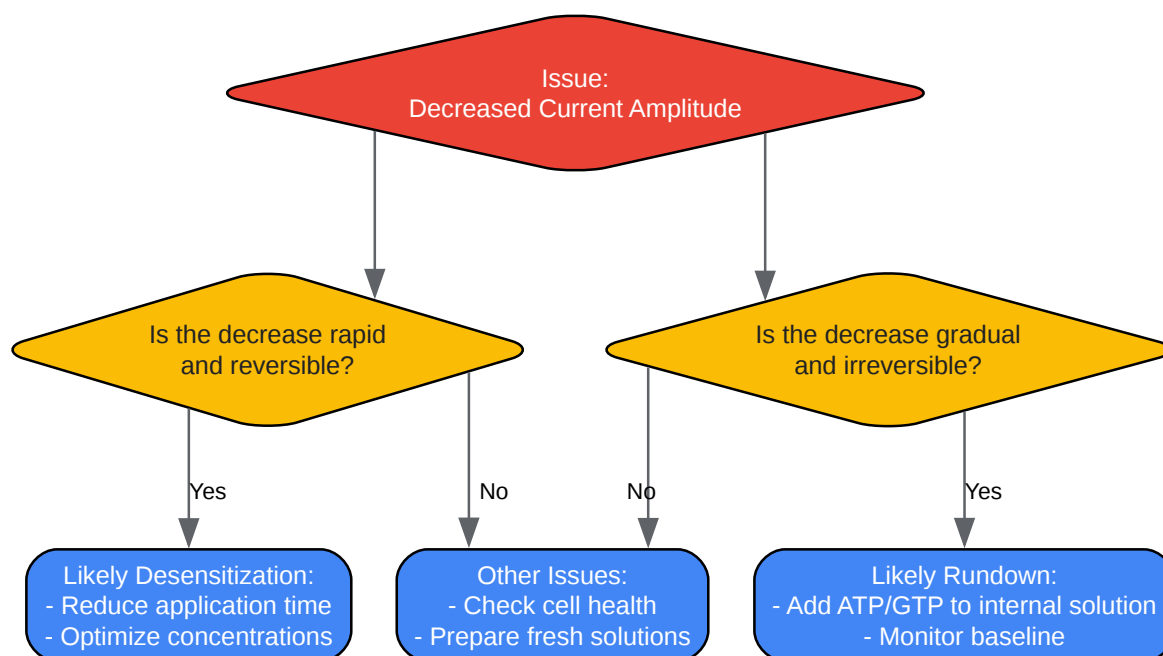 Issue:
Decreased Current Amplitude
Is the decrease rapid
and reversible?
Is the decrease gradual
and irreversible?
Yes
No
No
Yes
Likely Desensitization:
- Reduce application time
- Optimize concentrations
Other Issues:
- Check cell health
- Prepare fresh solutions
Likely Rundown:
- Add ATP/GTP to internal solution
- Monitor baseline